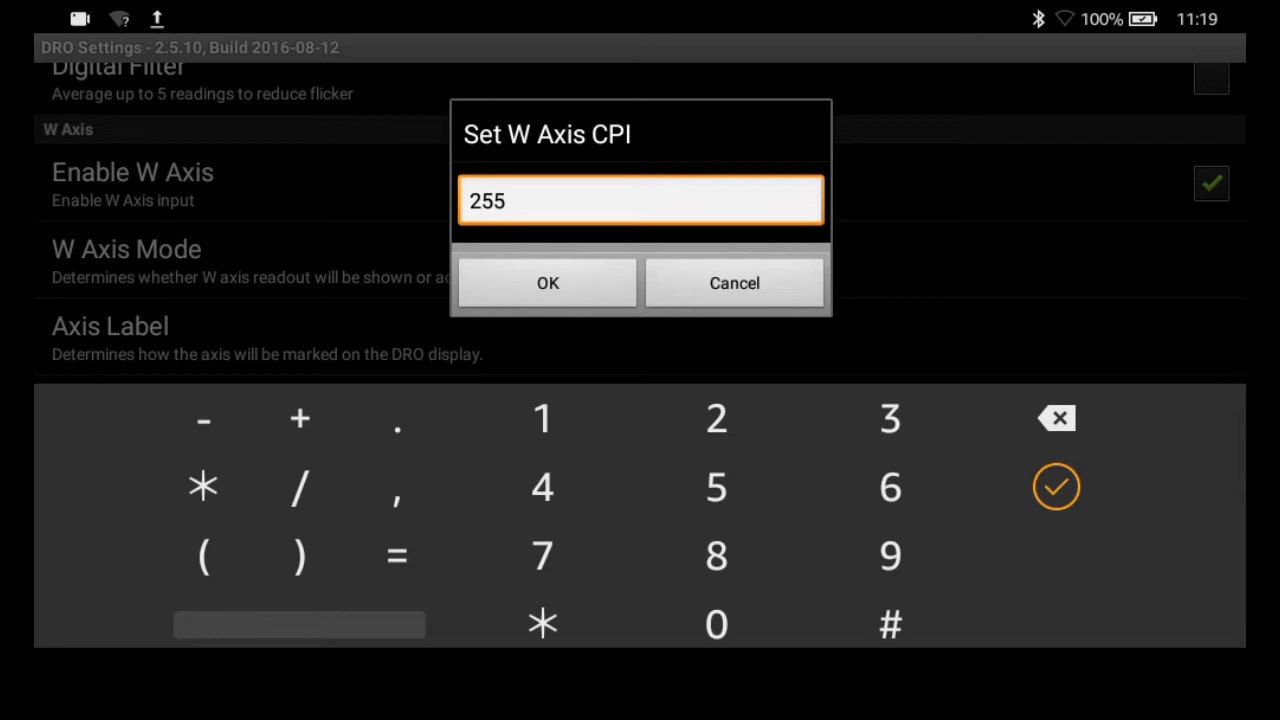 100% 11:19
DRO Settings - 2.5.10, Build 2016-08-12
Digital Filter
Average up to 5 readings to reduce flicker
W Axis
Enable W Axis
Enable W Axis input
W Axis Mode
Determines whether W axis readout will be shown or
Axis Label
Determines how the axis will be marked on the DRO display.
Set W Axis CPI
255
OK Cancel
- + . 1 2 3
* / , 4 5 6
( ) = 7 8 9
* 0 #